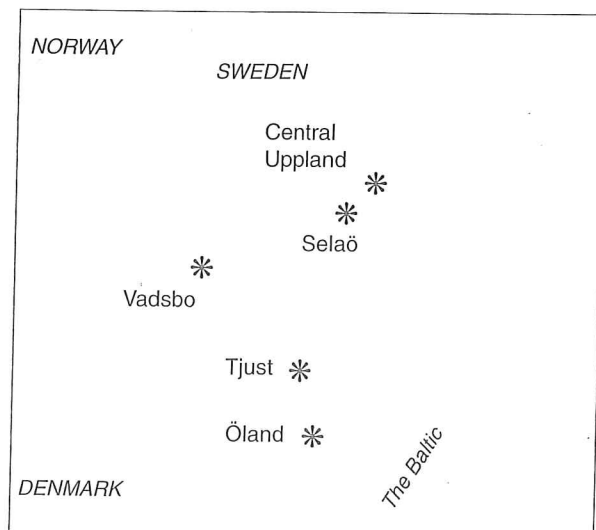 NORWAY
SWEDEN
Central
Uppland
Selaö
Vadsbo
Tjust
Öland
The Baltic
DENMARK